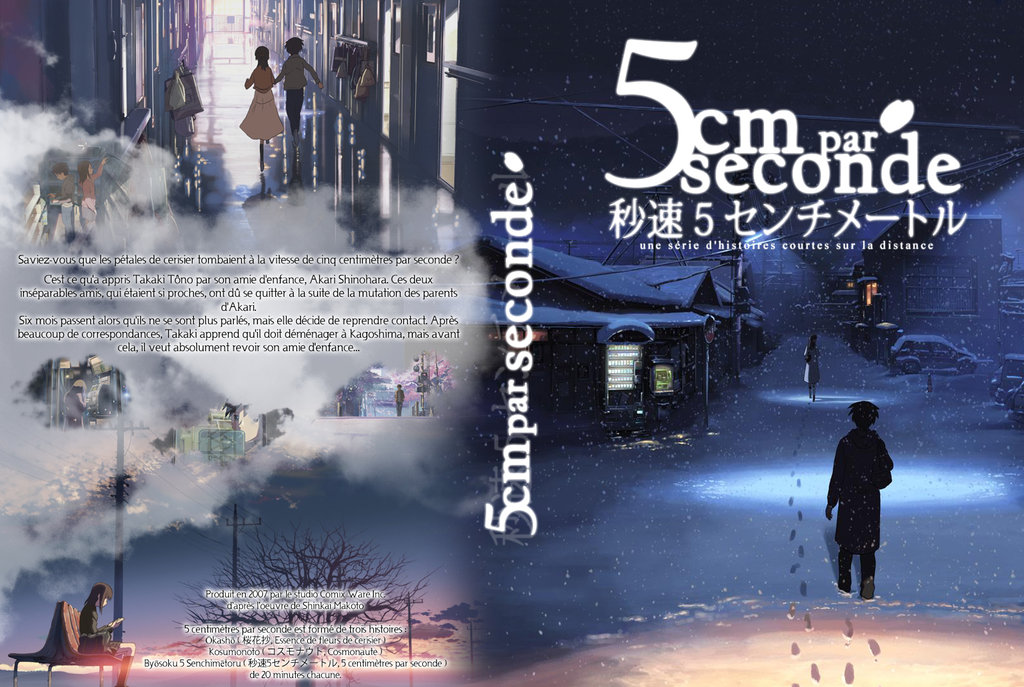 Saviez-vous que les pétales de cerisier tombaient à la vitesse de cinq centimètres par seconde ?
C'est ce qu'a appris Takaki Tôno par son amie d'enfance, Akari Shinohara. Ces deux
inséparables amis, qui étaient si proches, ont dû se quitter à la suite de la mutation des parents
d'Akari.
Six mois passent alors qu'ils ne se sont plus parlés, mais elle décide de reprendre contact. Après
beaucoup de correspondances, Takaki apprend qu'il doit déménager à Kagoshima, mais avant
cela, il veut absolument revoir son amie d'enfance...
Produit en 2007 par le studio Comix Ware Inc.
d'après l'oeuvre de Shinkai Makoto
5 centimètres par seconde est formé de trois histoires :
Okashô ( 桜花抄, Essence de fleurs de cerisier )
Kosumonoto ( コスモナウト, Cosmonaute )
Byôsoku 5 Senchimêtoru ( 秒速5センチメートル, 5 centimètres par seconde )
de 20 minutes chacune.
5cm par seconde
5cm par
seconde
秒速5センチメートル
une série d'histoires courtes sur la distance